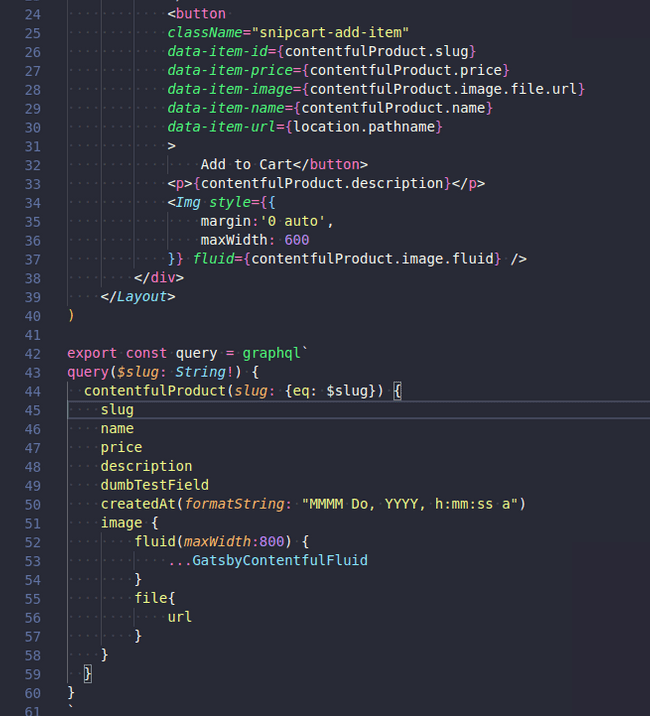 24 <button
25 className="snipcart-add-item"
26 data-item-id={contentfulProduct.slug}
27 data-item-price={contentfulProduct.price}
28 data-item-image={contentfulProduct.image.file.url}
29 data-item-name={contentfulProduct.name}
30 data-item-url={location.pathname}
31 >
32 Add to Cart</button>
33 <p>{contentfulProduct.description}</p>
34 <Img style={{
35 margin:'0 auto',
36 maxWidth: 600
37 }} fluid={contentfulProduct.image.fluid} />
38 </div>
39 </Layout>
40 )
41
42 export const query = graphql`
43 query($slug: String!) {
44 contentfulProduct(slug: {eq: $slug}) {
45 slug
46 name
47 price
48 description
49 dumbTestField
50 createdAt(formatString: "MMMM Do, YYYY, h:mm:ss a")
51 image {
52 fluid(maxWidth:800) {
53 ...GatsbyContentfulFluid
54 }
55 file{
56 url
57 }
58 }
59 }
60 }
61 `